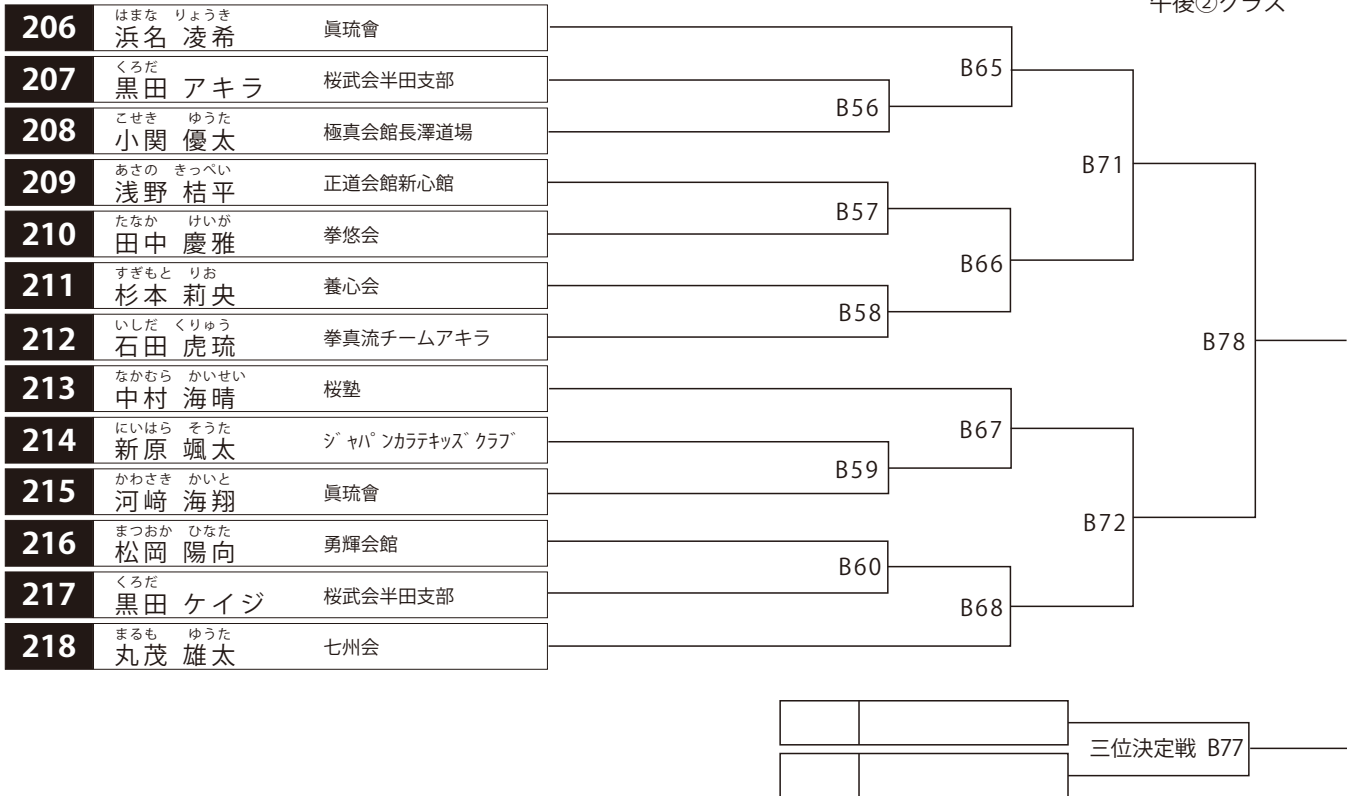 午後②クラス
206 はまな りょうき 浜名 凌希 眞琉會
207 くろだ 黒田 アキラ 桜武会半田支部
208 こせき ゆうた 小関 優太 極真会館長澤道場
209 あさの きっぺい 浅野 桔平 正道会館新心館
210 たなか けいが 田中 慶雅 拳悠会
211 すぎもと りお 杉本 莉央 養心会
212 いしだ くりゅう 石田 虎琉 拳真流チームアキラ
213 なかむら かいせい 中村 海晴 桜塾
214 にいはら そうた 新原 颯太 ジャパンカラテキッズクラブ
215 かわさき かいと 河﨑 海翔 眞琉會
216 まつおか ひなた 松岡 陽向 勇輝会館
217 くろだ 黒田 ケイジ 桜武会半田支部
218 まるも ゆうた 丸茂 雄太 七州会
B56
B57
B58
B59
B60
B65
B66
B67
B68
B71
B72
B78
三位決定戦 B77